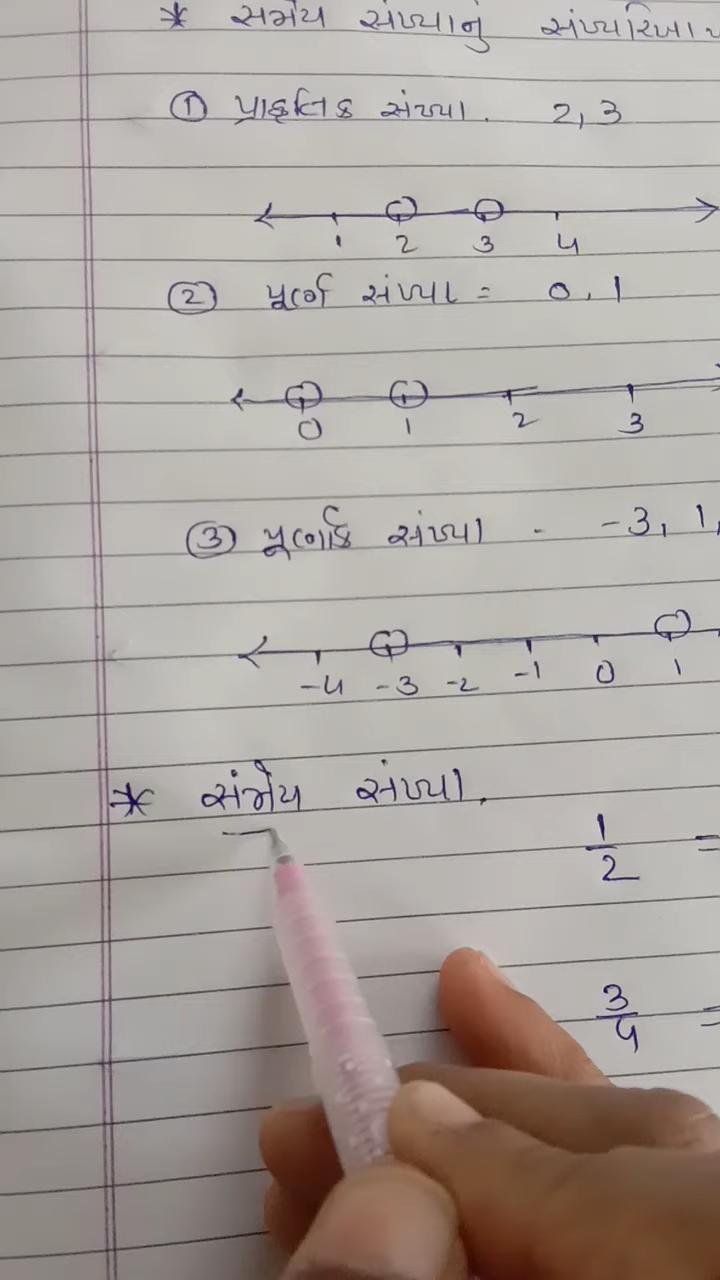 * સમેય સંખ્યાનું
① પ્રાકૃતિક સંખ્યા. 2, 3
1 2 3 4
② પૂર્ણ સંખ્યા = 0, 1
0 1 2 3
③ પૂર્ણાંક સંખ્યા - -3, 1,
-4 -3 -2 -1 0 1
* સંમેય સંખ્યા.
1/2 =
3/4 =